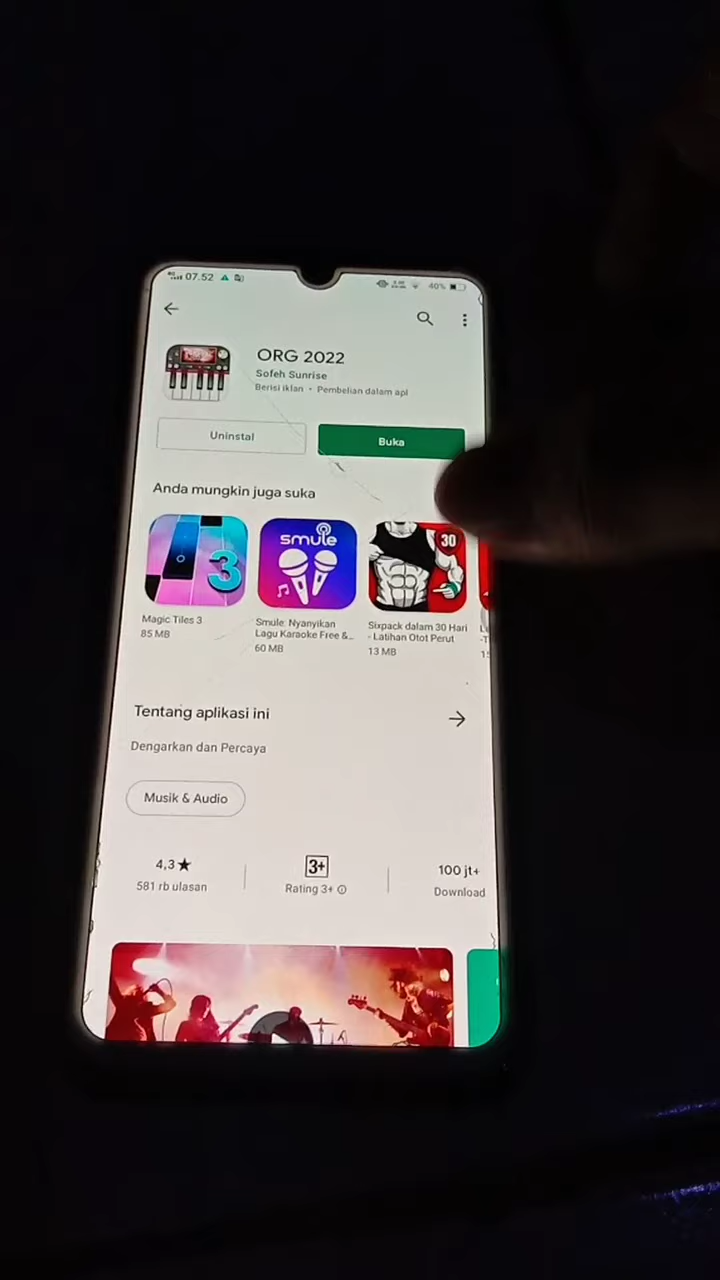 07.52
40%
ORG 2022
Sofeh Sunrise
Berisi iklan • Pembelian dalam apl
Uninstal
Buka
Anda mungkin juga suka
smule
3
30
Magic Tiles 3
85 MB
Smule: Nyanyikan
Lagu Karaoke Free &...
60 MB
Sixpack dalam 30 Hari
- Latihan Otot Perut
13 MB
Tentang aplikasi ini
Dengarkan dan Percaya
Musik & Audio
4,3★
581 rb ulasan
3+
Rating 3+
100 jt+
Download